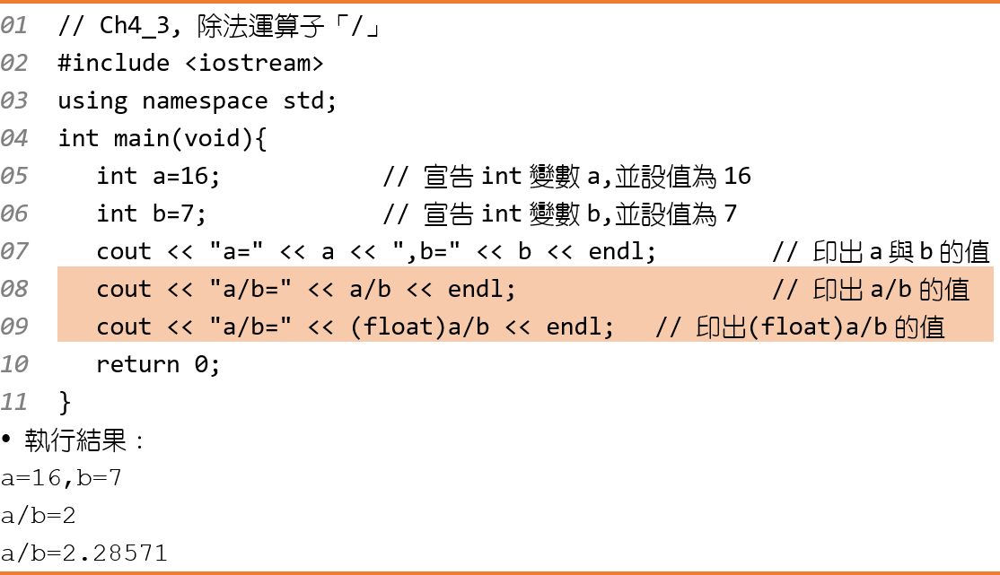 01 // Ch4_3, 除法運算子「/」
02 #include <iostream>
03 using namespace std;
04 int main(void){
05 int a=16; // 宣告 int 變數 a,並設值為 16
06 int b=7; // 宣告 int 變數 b,並設值為 7
07 cout << "a=" << a << ",b=" << b << endl; // 印出 a 與 b 的值
08 cout << "a/b=" << a/b << endl; // 印出 a/b 的值
09 cout << "a/b=" << (float)a/b << endl; // 印出(float)a/b 的值
10 return 0;
11 }
• 執行結果：
a=16,b=7
a/b=2
a/b=2.28571